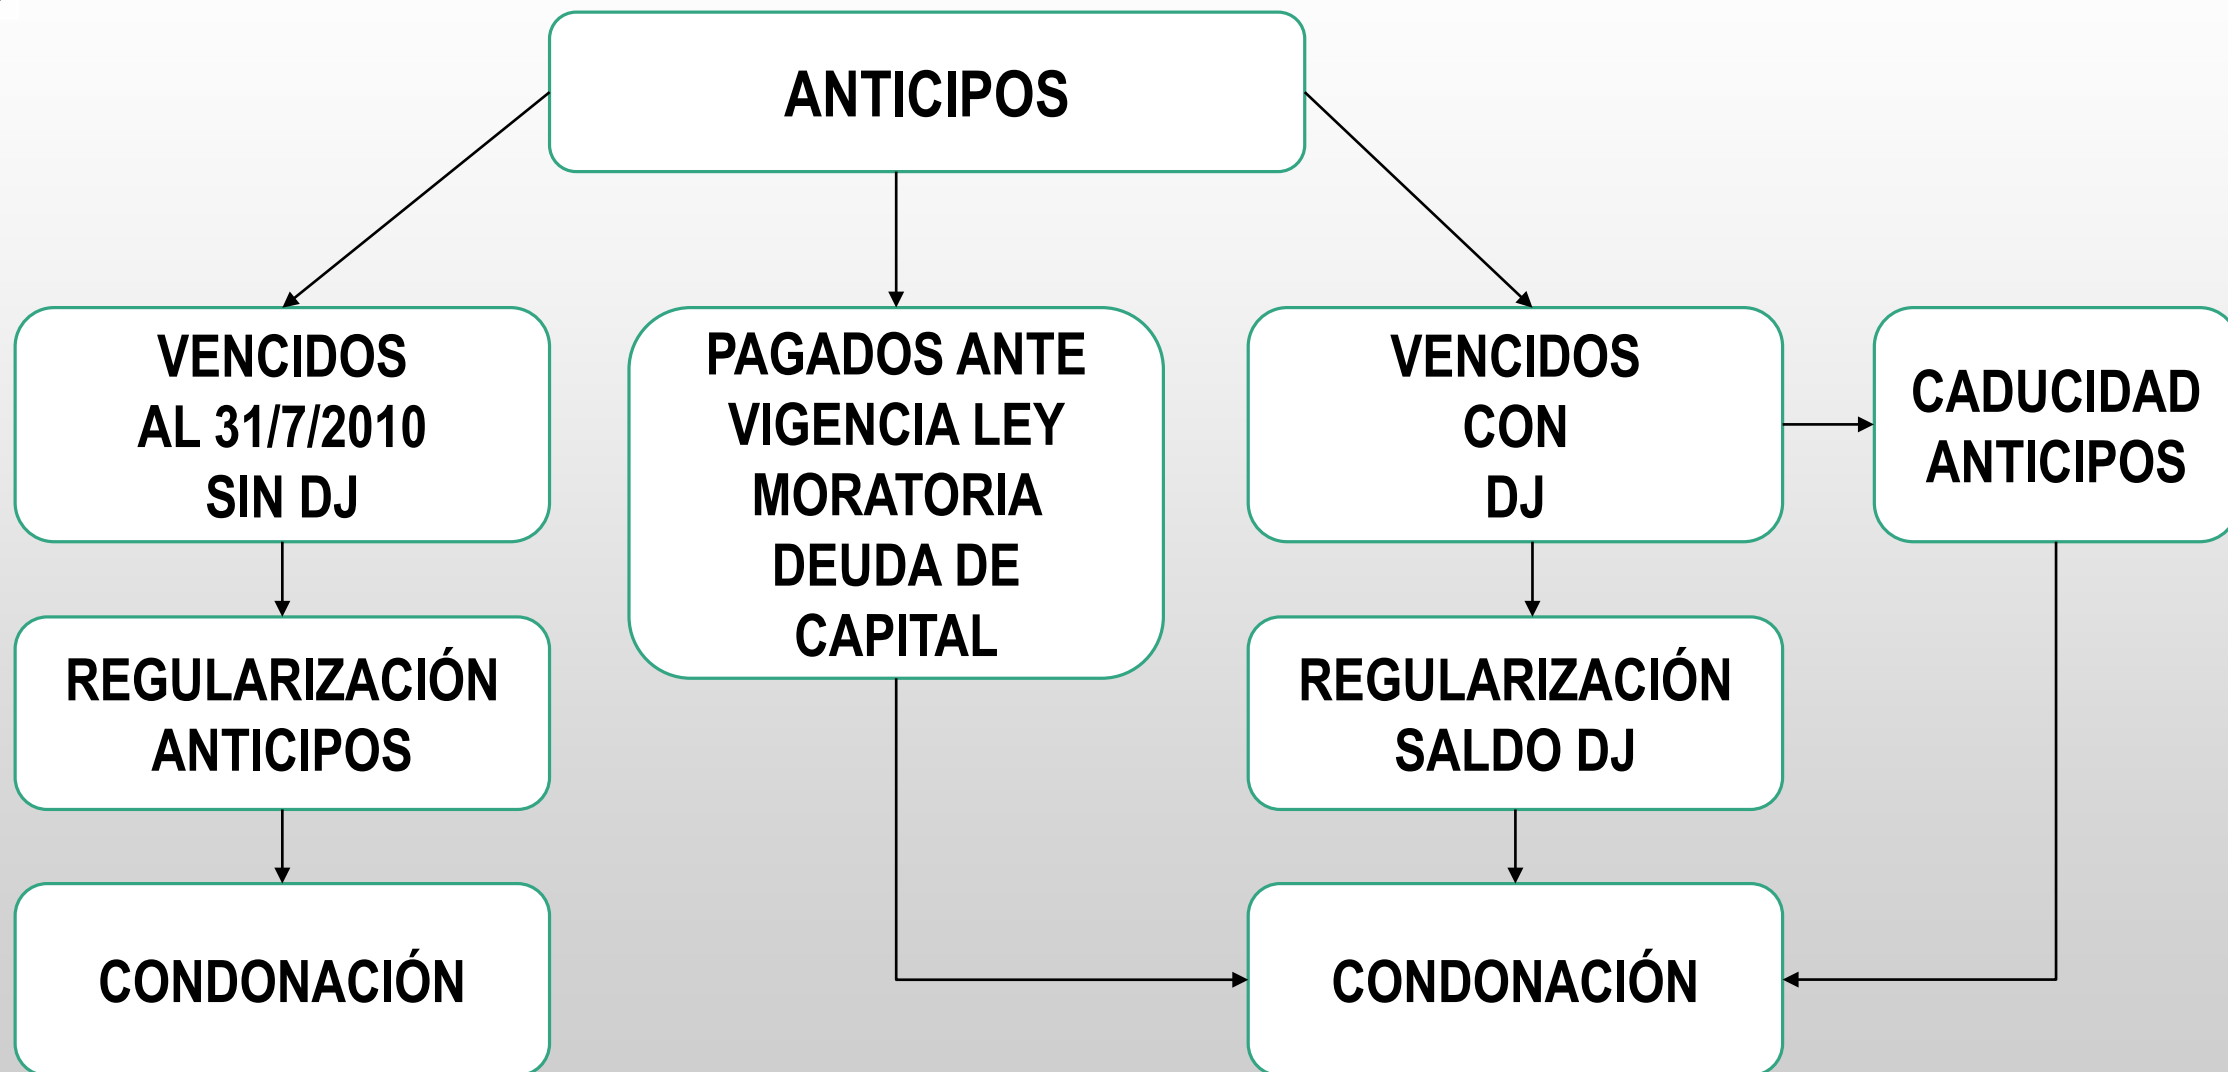 ANTICIPOS
VENCIDOS
AL 31/7/2010
SIN DJ
PAGADOS ANTE
VIGENCIA LEY
MORATORIA
DEUDA DE
CAPITAL
VENCIDOS
CON
DJ
CADUCIDAD
ANTICIPOS
REGULARIZACIÓN
ANTICIPOS
REGULARIZACIÓN
SALDO DJ
CONDONACIÓN
CONDONACIÓN